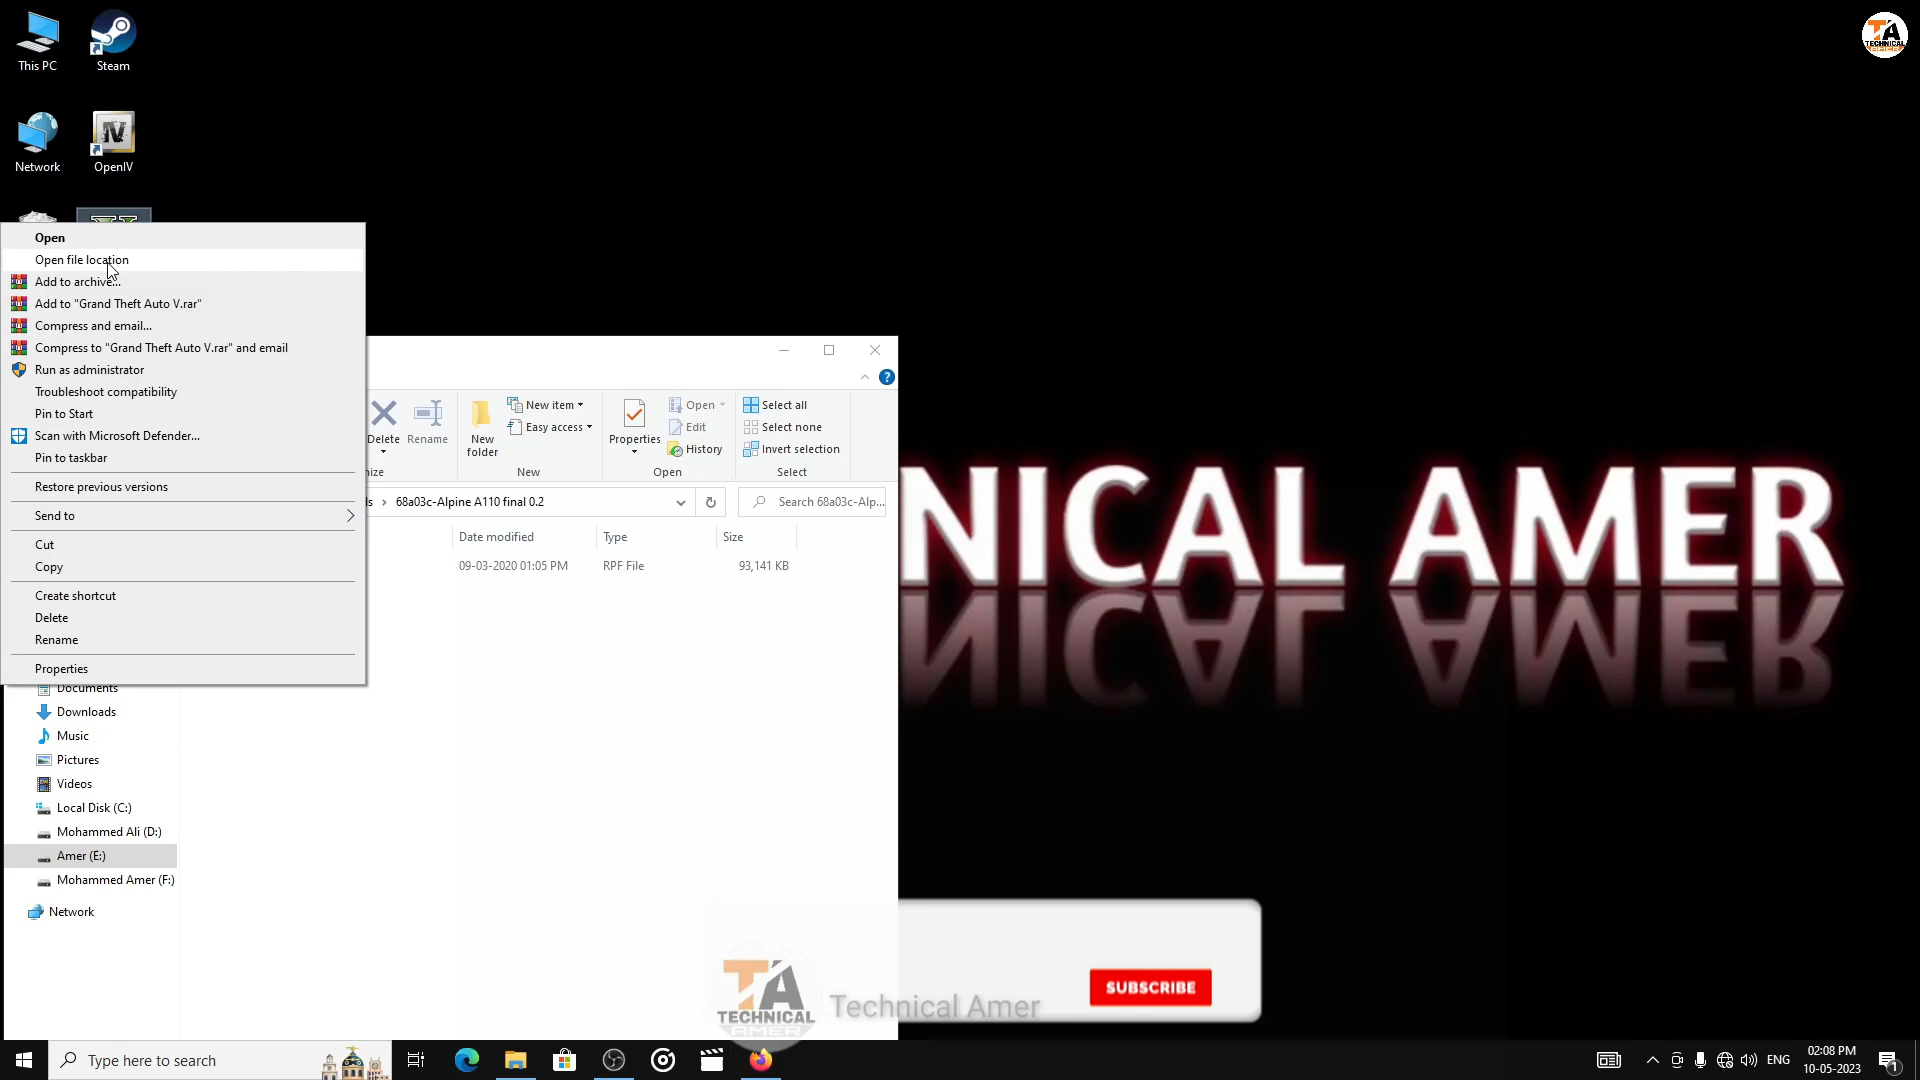 This PC
Steam
Network
OpenIV
TA
TECHNICAL
AMER
Open
Open file location
Add to archive...
Add to "Grand Theft Auto V.rar"
Compress and email...
Compress to "Grand Theft Auto V.rar" and email
Run as administrator
Troubleshoot compatibility
Pin to Start
Scan with Microsoft Defender...
Pin to taskbar
Restore previous versions
Send to
Cut
Copy
Create shortcut
Delete
Rename
Properties
Delete
Rename
New folder
New item
Easy access
New
Properties
Open
Edit
History
Open
Select all
Select none
Invert selection
Select
68a03c-Alpine A110 final 0.2
Search 68a03c-Alp...
Date modified
Type
Size
09-03-2020 01:05 PM
RPF File
93,141 KB
NICAL AMER
Documents
Downloads
Music
Pictures
Videos
Local Disk (C:)
Mohammed Ali (D:)
Amer (E:)
Mohammed Amer (F:)
Network
TA
TECHNICAL
AMER
Technical Amer
SUBSCRIBE
Type here to search
ENG
02:08 PM
10-05-2023
1